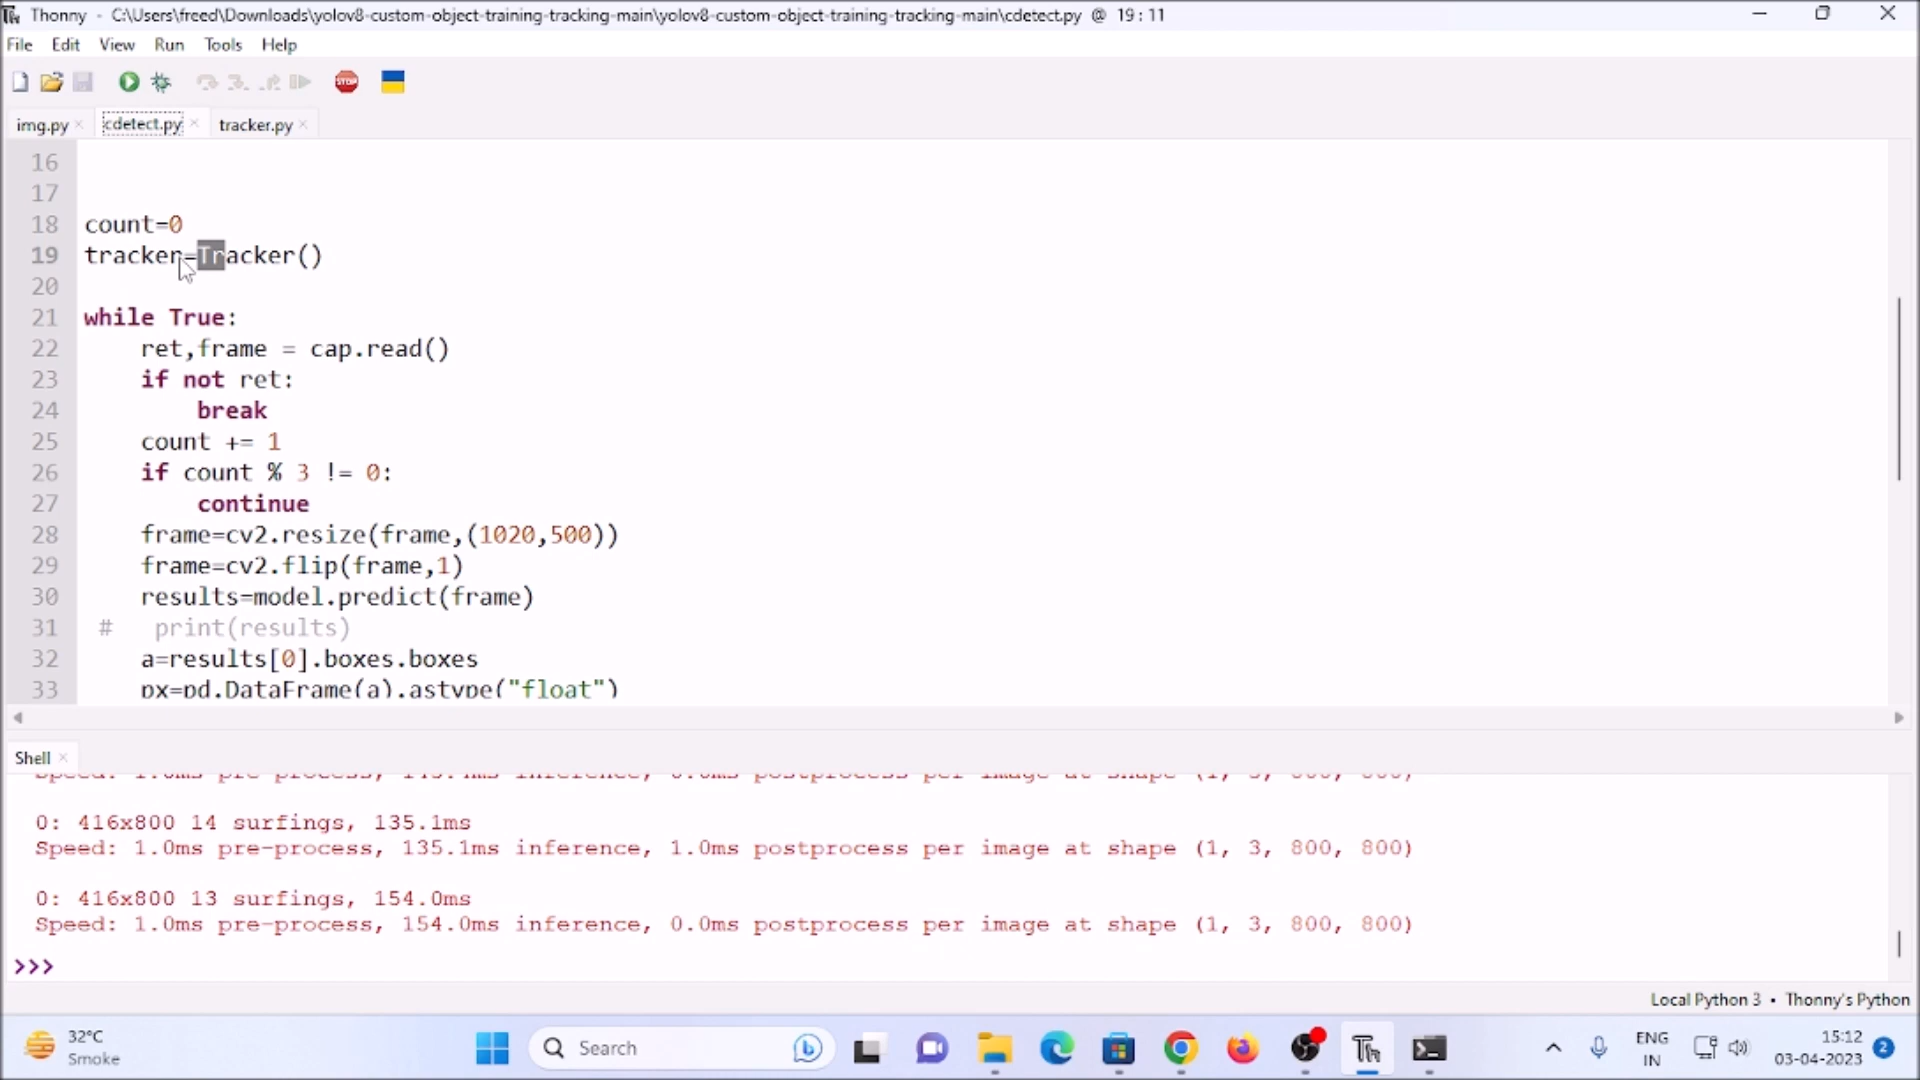 Thonny - C:\Users\freed\Downloads\yolov8-custom-object-training-tracking-main\yolov8-custom-object-training-tracking-main\cdetect.py @ 19 : 11
File Edit View Run Tools Help
STOP
img.py × cdetect.py × tracker.py ×
16
17
18 count=0
19 tracker=Tracker()
20
21 while True:
22 ret,frame = cap.read()
23 if not ret:
24 break
25 count += 1
26 if count % 3 != 0:
27 continue
28 frame=cv2.resize(frame,(1020,500))
29 frame=cv2.flip(frame,1)
30 results=model.predict(frame)
31 # print(results)
32 a=results[0].boxes.boxes
33 px=pd.DataFrame(a).astype("float")
Shell ×
0: 416x800 14 surfings, 135.1ms
Speed: 1.0ms pre-process, 135.1ms inference, 1.0ms postprocess per image at shape (1, 3, 800, 800)
0: 416x800 13 surfings, 154.0ms
Speed: 1.0ms pre-process, 154.0ms inference, 0.0ms postprocess per image at shape (1, 3, 800, 800)
>>>
Local Python 3 • Thonny's Python
32°C
Smoke
Search
ENG
IN
15:12
03-04-2023
2